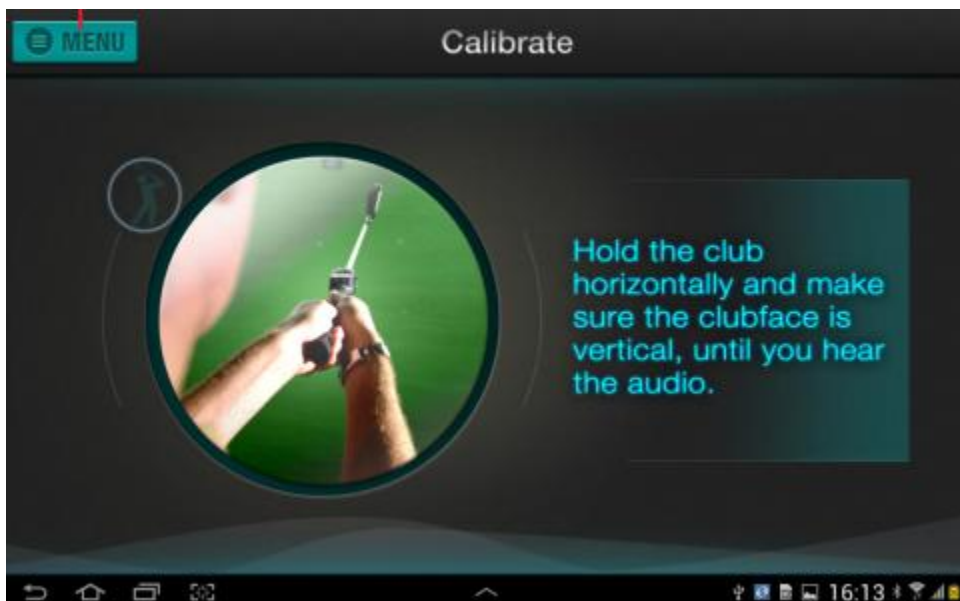 MENU
Calibrate
Hold the club
horizontally and make
sure the clubface is
vertical, until you hear
the audio.
16:13